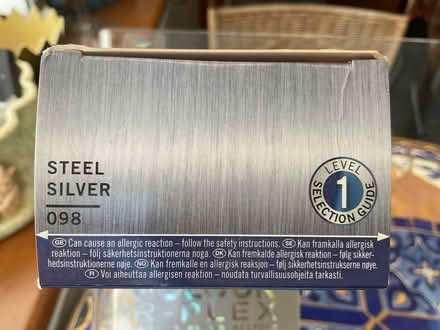 STEEL
SILVER
098
LEVEL
1
SELECTION GUIDE
GB Can cause an allergic reaction – follow the safety instructions. SE Kan framkalla allergisk
reaktion – följ säkerhetsinstruktionerna noga. DK Kan fremkalde allergisk reaktion – følg sikker-
hedsinstruktionerne nøje. NO Kan fremkalle en allergisk reaksjon – følj sikkerhetsinstruksene nøye.
FI Voi aiheuttaa allergisen reaktion – noudata turvallisuusohjeita tarkasti.